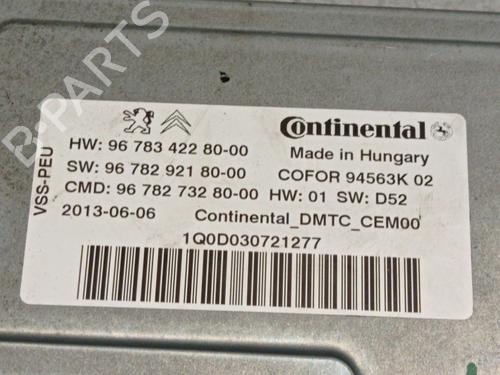 B-PARTS
VSS-PEU
Continental
HW: 96 783 422 80-00 Made in Hungary
SW: 96 782 921 80-00 COFOR 94563K 02
CMD: 96 782 732 80-00 HW: 01 SW: D52
2013-06-06 Continental_DMTC_CEM00
1Q0D030721277